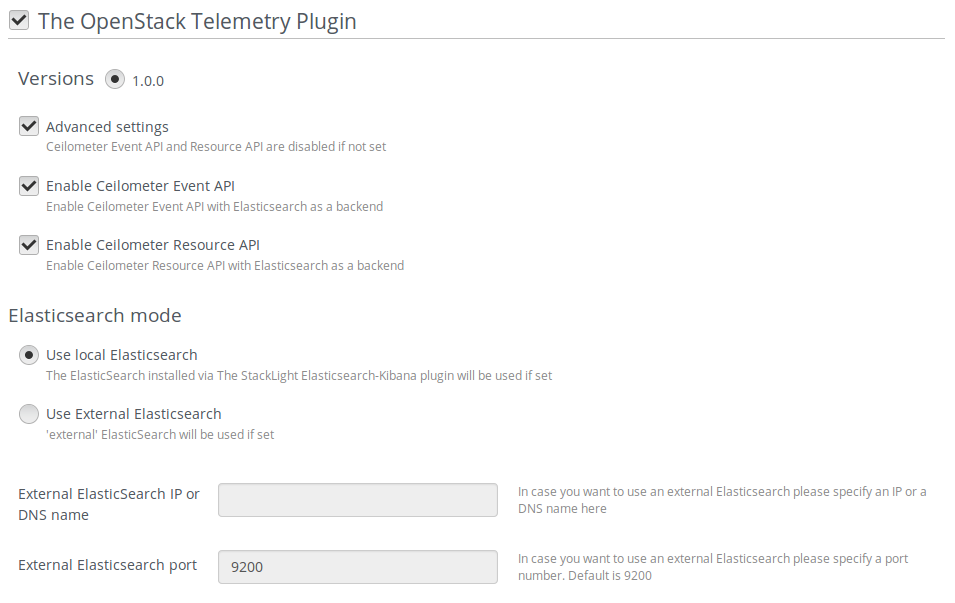 The OpenStack Telemetry Plugin
Versions 1.0.0
Advanced settings
Ceilometer Event API and Resource API are disabled if not set
Enable Ceilometer Event API
Enable Ceilometer Event API with Elasticsearch as a backend
Enable Ceilometer Resource API
Enable Ceilometer Resource API with Elasticsearch as a backend
Elasticsearch mode
Use local Elasticsearch
The ElasticSearch installed via The StackLight Elasticsearch-Kibana plugin will be used if set
Use External Elasticsearch
'external' ElasticSearch will be used if set
External ElasticSearch IP or
DNS name
In case you want to use an external Elasticsearch please specify an IP or a
DNS name here
External Elasticsearch port
9200
In case you want to use an external Elasticsearch please specify a port
number. Default is 9200